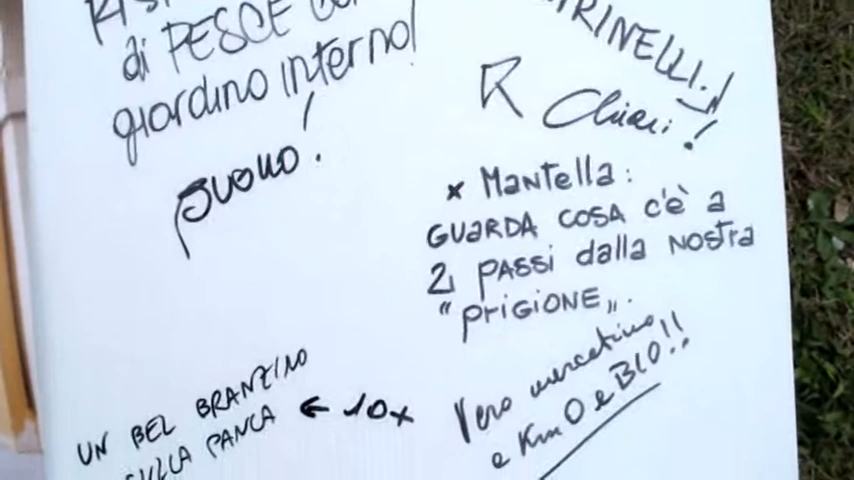 di PESCE
giardino interno!
BUONO!
TRINELLI.
↖ Chiari!
x Mantella:
GUARDA COSA c'è a
2 PASSI dalla NOSTRA
"PRIGIONE".
Vero mercatino
e Km 0 e BIO!!
UN BEL BRANZINO
SULLA PANCA ← 10x